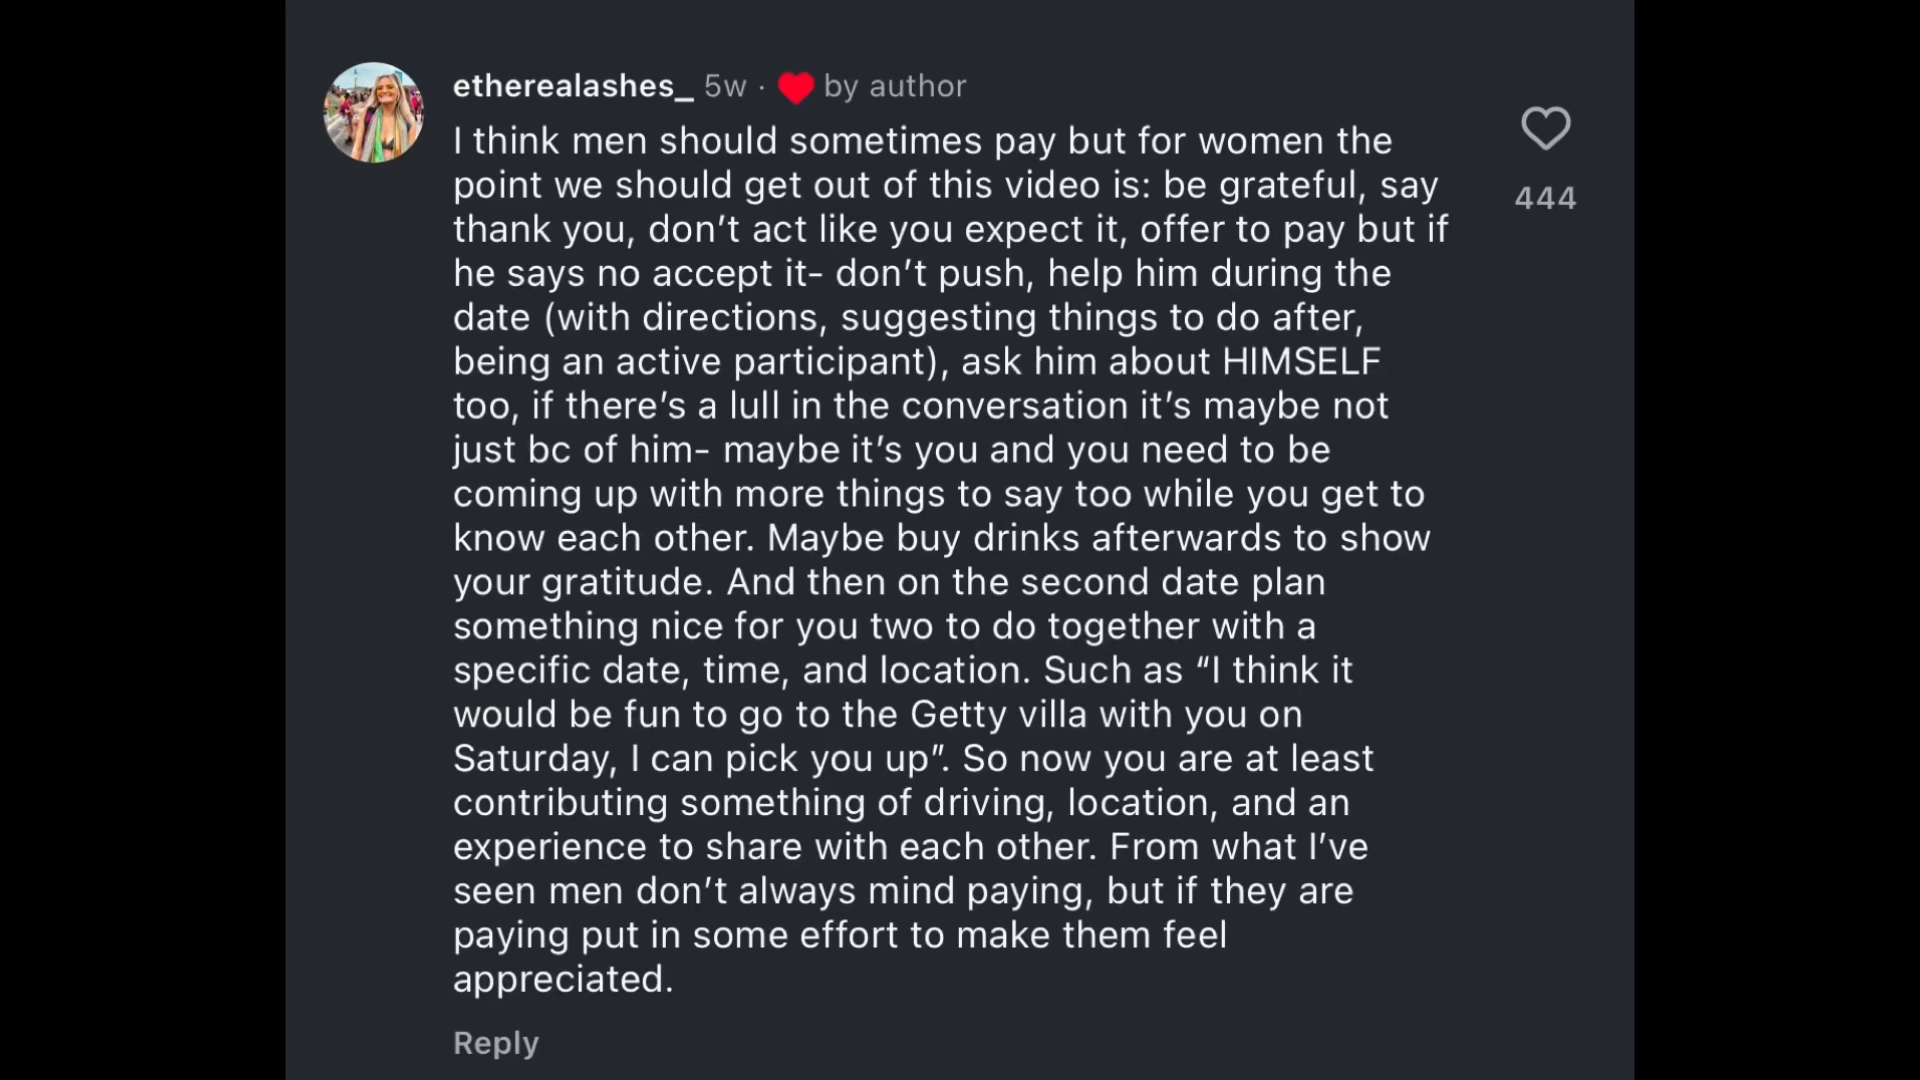 etherealashes_ 5w · ❤️ by author
I think men should sometimes pay but for women the
point we should get out of this video is: be grateful, say
thank you, don’t act like you expect it, offer to pay but if
he says no accept it- don’t push, help him during the
date (with directions, suggesting things to do after,
being an active participant), ask him about HIMSELF
too, if there’s a lull in the conversation it’s maybe not
just bc of him- maybe it’s you and you need to be
coming up with more things to say too while you get to
know each other. Maybe buy drinks afterwards to show
your gratitude. And then on the second date plan
something nice for you two to do together with a
specific date, time, and location. Such as “I think it
would be fun to go to the Getty villa with you on
Saturday, I can pick you up”. So now you are at least
contributing something of driving, location, and an
experience to share with each other. From what I’ve
seen men don’t always mind paying, but if they are
paying put in some effort to make them feel
appreciated.
444
Reply